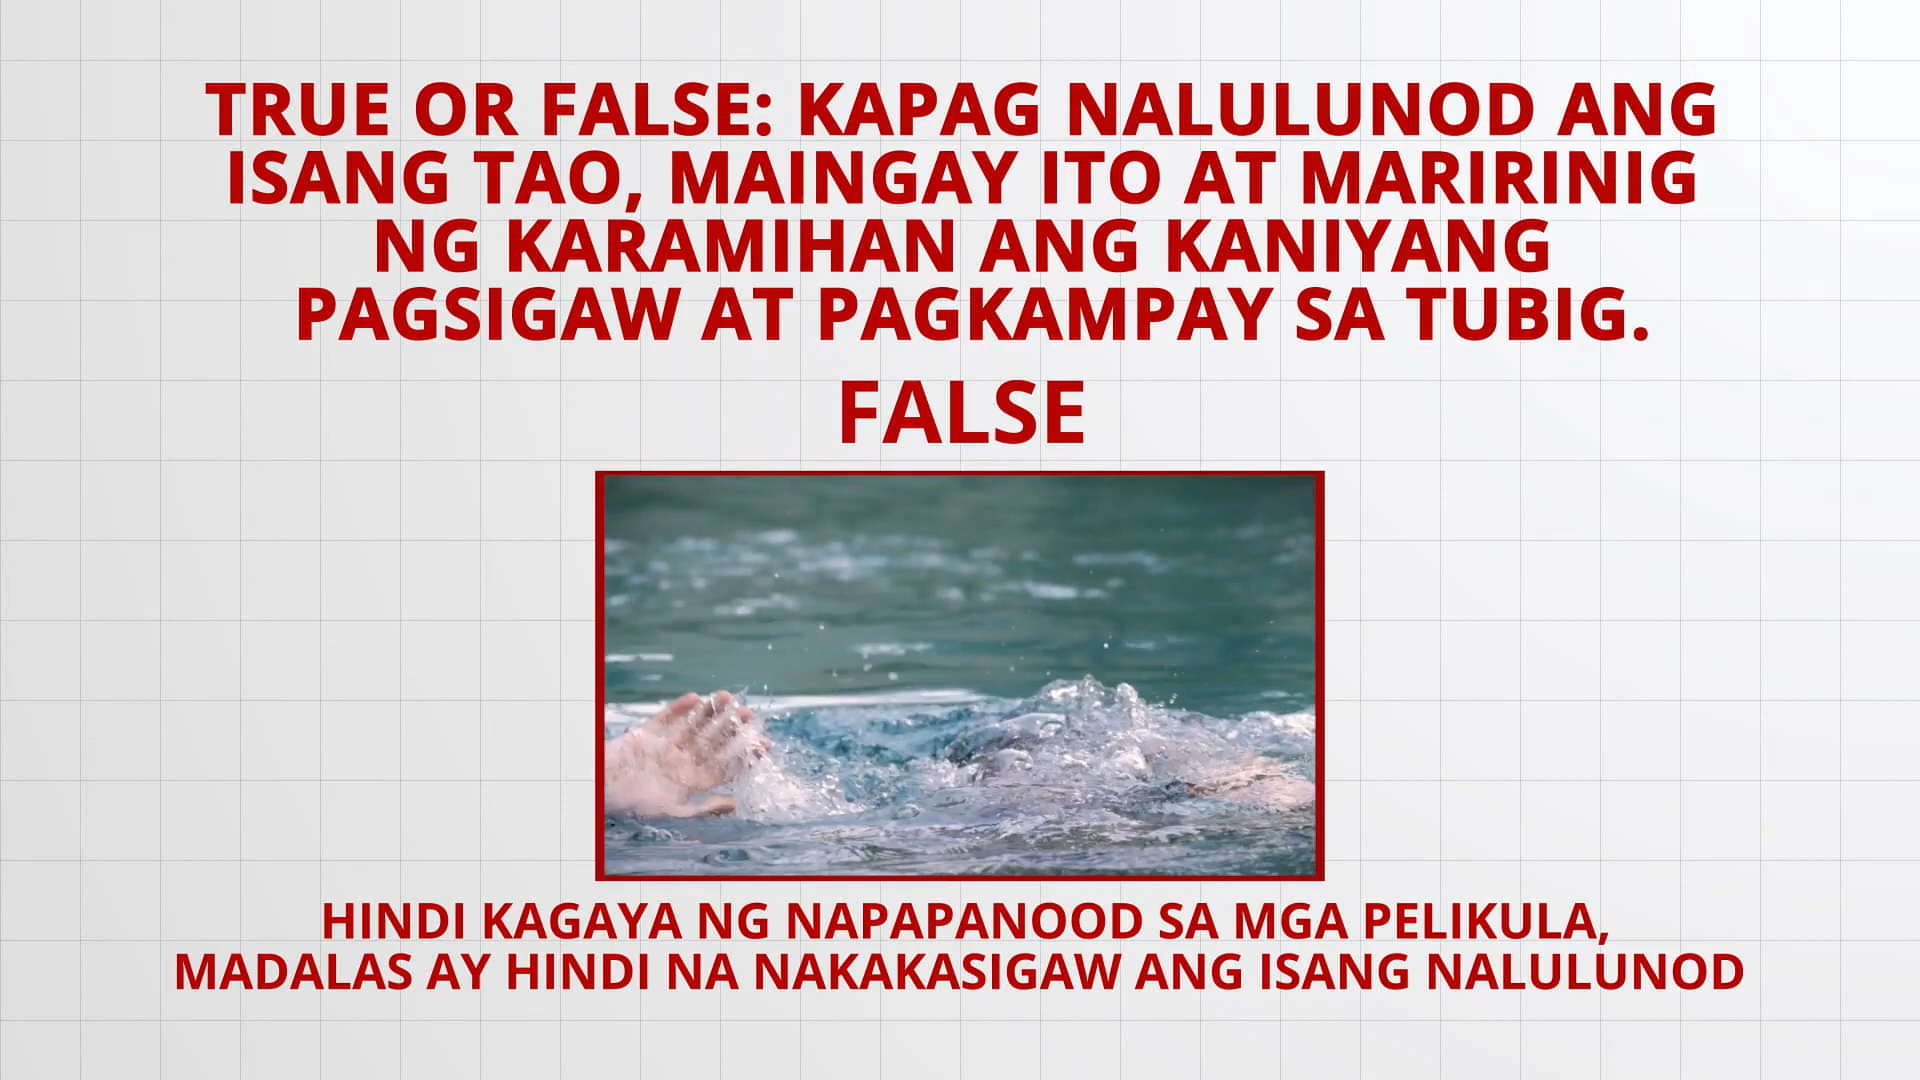 TRUE OR FALSE: KAPAG NALULUNOD ANG
ISANG TAO, MAINGAY ITO AT MARIRINIG
NG KARAMIHAN ANG KANIYANG
PAGSIGAW AT PAGKAMPAY SA TUBIG.
FALSE
HINDI KAGAYA NG NAPAPANOOD SA MGA PELIKULA,
MADALAS AY HINDI NA NAKAKASIGAW ANG ISANG NALULUNOD